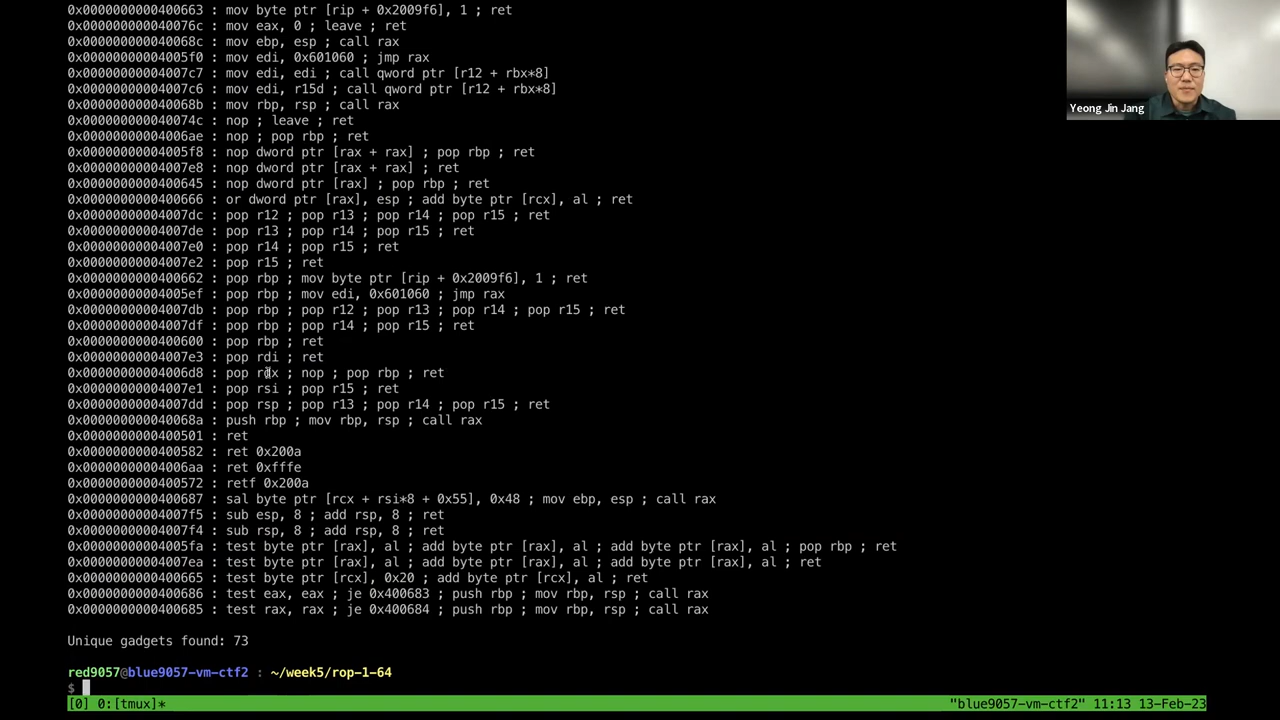 0x0000000000400663 : mov byte ptr [rip + 0x2009f6], 1 ; ret
0x000000000040076c : mov eax, 0 ; leave ; ret
0x000000000040068c : mov ebp, esp ; call rax
0x00000000004005f0 : mov edi, 0x601060 ; jmp rax
0x00000000004007c7 : mov edi, edi ; call qword ptr [r12 + rbx*8]
0x00000000004007c6 : mov edi, r15d ; call qword ptr [r12 + rbx*8]
0x000000000040068b : mov rbp, rsp ; call rax
0x000000000040074c : nop ; leave ; ret
0x00000000004006ae : nop ; pop rbp ; ret
0x00000000004005f8 : nop dword ptr [rax + rax] ; pop rbp ; ret
0x00000000004007e8 : nop dword ptr [rax + rax] ; ret
0x0000000000400645 : nop dword ptr [rax] ; pop rbp ; ret
0x0000000000400666 : or dword ptr [rax], esp ; add byte ptr [rcx], al ; ret
0x00000000004007dc : pop r12 ; pop r13 ; pop r14 ; pop r15 ; ret
0x00000000004007de : pop r13 ; pop r14 ; pop r15 ; ret
0x00000000004007e0 : pop r14 ; pop r15 ; ret
0x00000000004007e2 : pop r15 ; ret
0x0000000000400662 : pop rbp ; mov byte ptr [rip + 0x2009f6], 1 ; ret
0x00000000004005ef : pop rbp ; mov edi, 0x601060 ; jmp rax
0x00000000004007db : pop rbp ; pop r12 ; pop r13 ; pop r14 ; pop r15 ; ret
0x00000000004007df : pop rbp ; pop r14 ; pop r15 ; ret
0x0000000000400600 : pop rbp ; ret
0x00000000004007e3 : pop rdi ; ret
0x00000000004006d8 : pop ; nop ; pop rbp ; ret
0x00000000004007e1 : pop rsi ; pop r15 ; ret
0x00000000004007dd : pop rsp ; pop r13 ; pop r14 ; pop r15 ; ret
0x000000000040068a : push rbp ; mov rbp, rsp ; call rax
0x0000000000400501 : ret
0x0000000000400582 : ret 0x200a
0x00000000004006aa : ret 0xfffe
0x0000000000400572 : retf 0x200a
0x0000000000400687 : sal byte ptr [rcx + rsi*8 + 0x55], 0x48 ; mov ebp, esp ; call rax
0x00000000004007f5 : sub esp, 8 ; add rsp, 8 ; ret
0x00000000004007f4 : sub rsp, 8 ; add rsp, 8 ; ret
0x00000000004005fa : test byte ptr [rax], al ; add byte ptr [rax], al ; add byte ptr [rax], al ; pop rbp ; ret
0x00000000004007ea : test byte ptr [rax], al ; add byte ptr [rax], al ; add byte ptr [rax], al ; ret
0x0000000000400665 : test byte ptr [rcx], 0x20 ; add byte ptr [rcx], al ; ret
0x0000000000400686 : test eax, eax ; je 0x400683 ; push rbp ; mov rbp, rsp ; call rax
0x0000000000400685 : test rax, rax ; je 0x400684 ; push rbp ; mov rbp, rsp ; call rax
Unique gadgets found: 73
red9057@blue9057-vm-ctf2 : ~/week5/rop-1-64
$
[0] 0:[tmux]* "blue9057-vm-ctf2" 11:13 13-Feb-23
Yeong Jin Jang